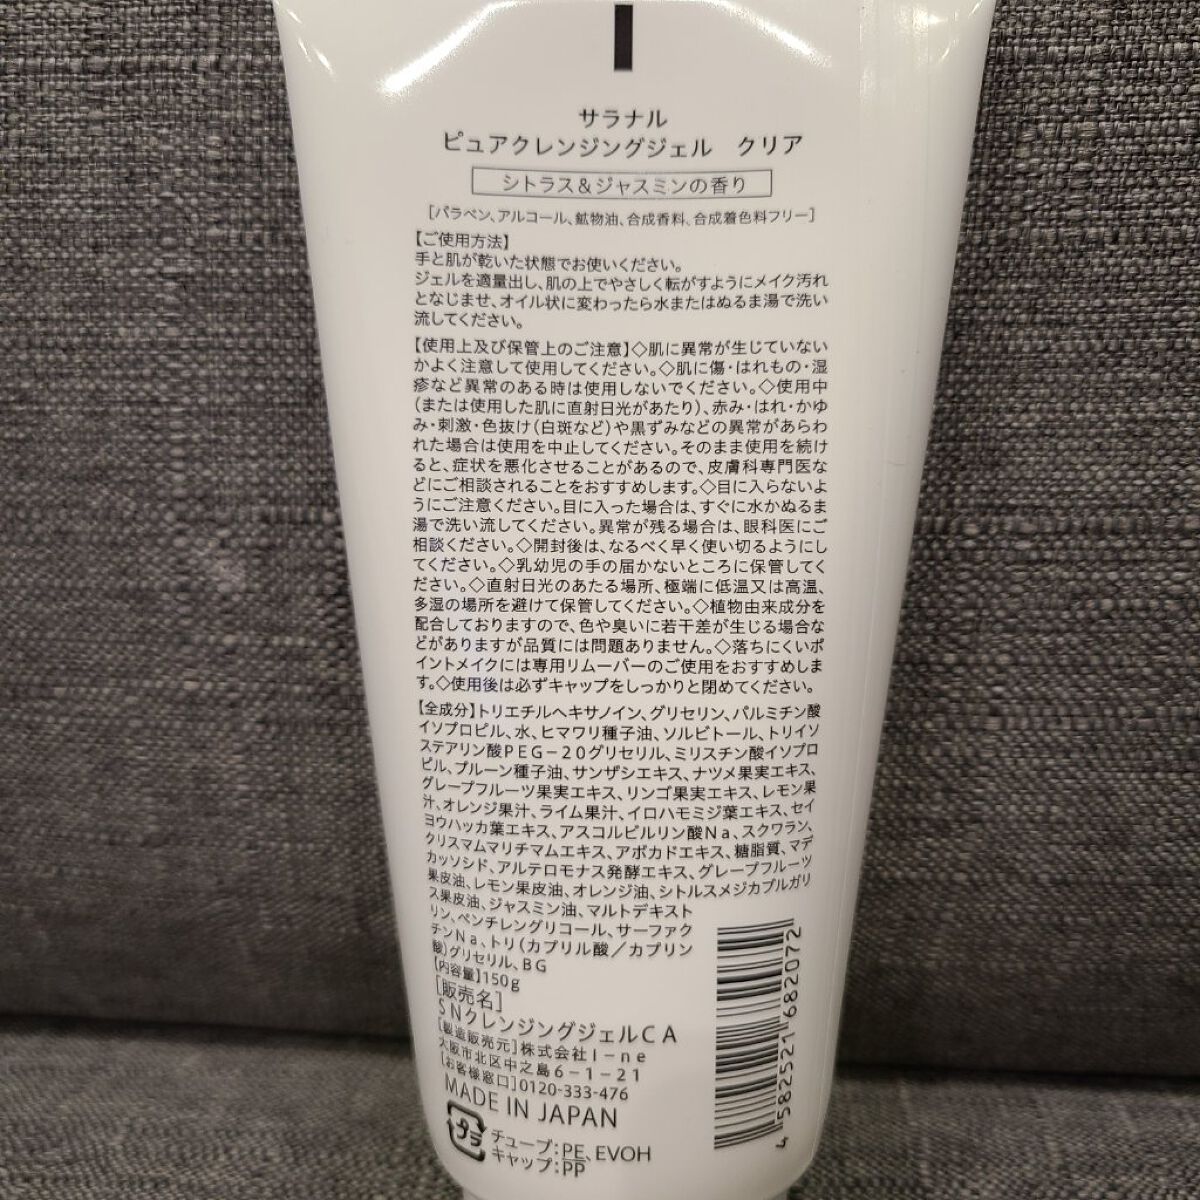 サラナル
ピュアクレンジングジェル クリア
シトラス&ジャスミンの香り
[パラベン、アルコール、鉱物油、合成香料、合成着色料フリー]
【ご使用方法】
手と肌が乾いた状態でお使いください。
ジェルを適量出し、肌の上でやさしく転がすようにメイク汚れ
となじませ、オイル状に変わったら水またはぬるま湯で洗い
流してください。
【使用上及び保管上のご注意】◇肌に異常が生じていない
かよく注意して使用してください。◇肌に傷・はれもの・湿
疹など異常のある時は使用しないでください。◇使用中
(または使用した肌に直射日光があたり)、赤み・はれ・かゆ
み・刺激・色抜け(白斑など)や黒ずみなどの異常があらわ
れた場合は使用を中止してください。そのまま使用を続け
ると、症状を悪化させることがあるので、皮膚科専門医な
どにご相談されることをおすすめします。◇目に入らないよ
うにご注意ください。目に入った場合は、すぐに水かぬるま
湯で洗い流してください。異常が残る場合は、眼科医にご
相談ください。◇開封後は、なるべく早く使い切るようにし
てください。◇乳幼児の手の届かないところに保管してく
ださい。◇直射日光のあたる場所、極端に低温又は高温、
多湿の場所を避けて保管してください。◇植物由来成分を
配合しておりますので、色や臭いに若干差が生じる場合な
どがありますが品質には問題ありません。◇落ちにくいポ
イントメイクには専用リムーバーのご使用をおすすめしま
す。◇使用後は必ずキャップをしっかりと閉めてください。
【全成分】トリエチルヘキサノイン、グリセリン、パルミチン酸
イソプロピル、水、ヒマワリ種子油、ソルビトール、トリイソ
ステアリン酸PEG-20グリセリル、ミリスチン酸イソプロ
ピル、プルーン種子油、サンザシエキス、ナツメ果実エキス、
グレープフルーツ果実エキス、リンゴ果実エキス、レモン果
汁、オレンジ果汁、ライム果汁、イロハモミジ葉エキス、セイ
ヨウハッカ葉エキス、アスコルビルリン酸Na、スクワラン、
クリスマムマリチマムエキス、アボカドエキス、糖脂質、マデ
カッソシド、アルテロモナス発酵エキス、グレープフルーツ
果皮油、レモン果皮油、オレンジ油、シトルスメジカブルガリ
ス果皮油、ジャスミン油、マルトデキスト
リン、ペンチレングリコール、サーファク
チンNa、トリ(カプリル酸/カプリン
酸)グリセリル、BG
【内容量】150g
[販売名]
SNクレンジングジェルCA
[製造販売元]株式会社I-ne
大阪市北区中之島6-1-21
[お客様窓口]0120-333-476
MADE IN JAPAN
プラ
チューブ:PE、EVOH
キャップ:PP
4 582521 682072